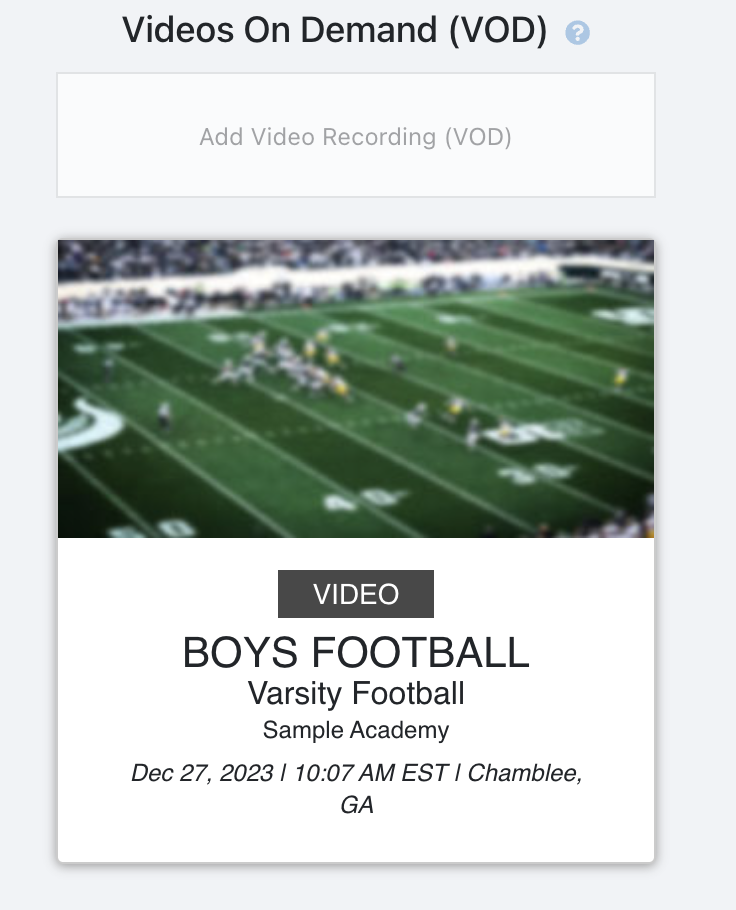 Videos On Demand (VOD) ?
Add Video Recording (VOD)
VIDEO
BOYS FOOTBALL
Varsity Football
Sample Academy
Dec 27, 2023 | 10:07 AM EST | Chamblee,
GA